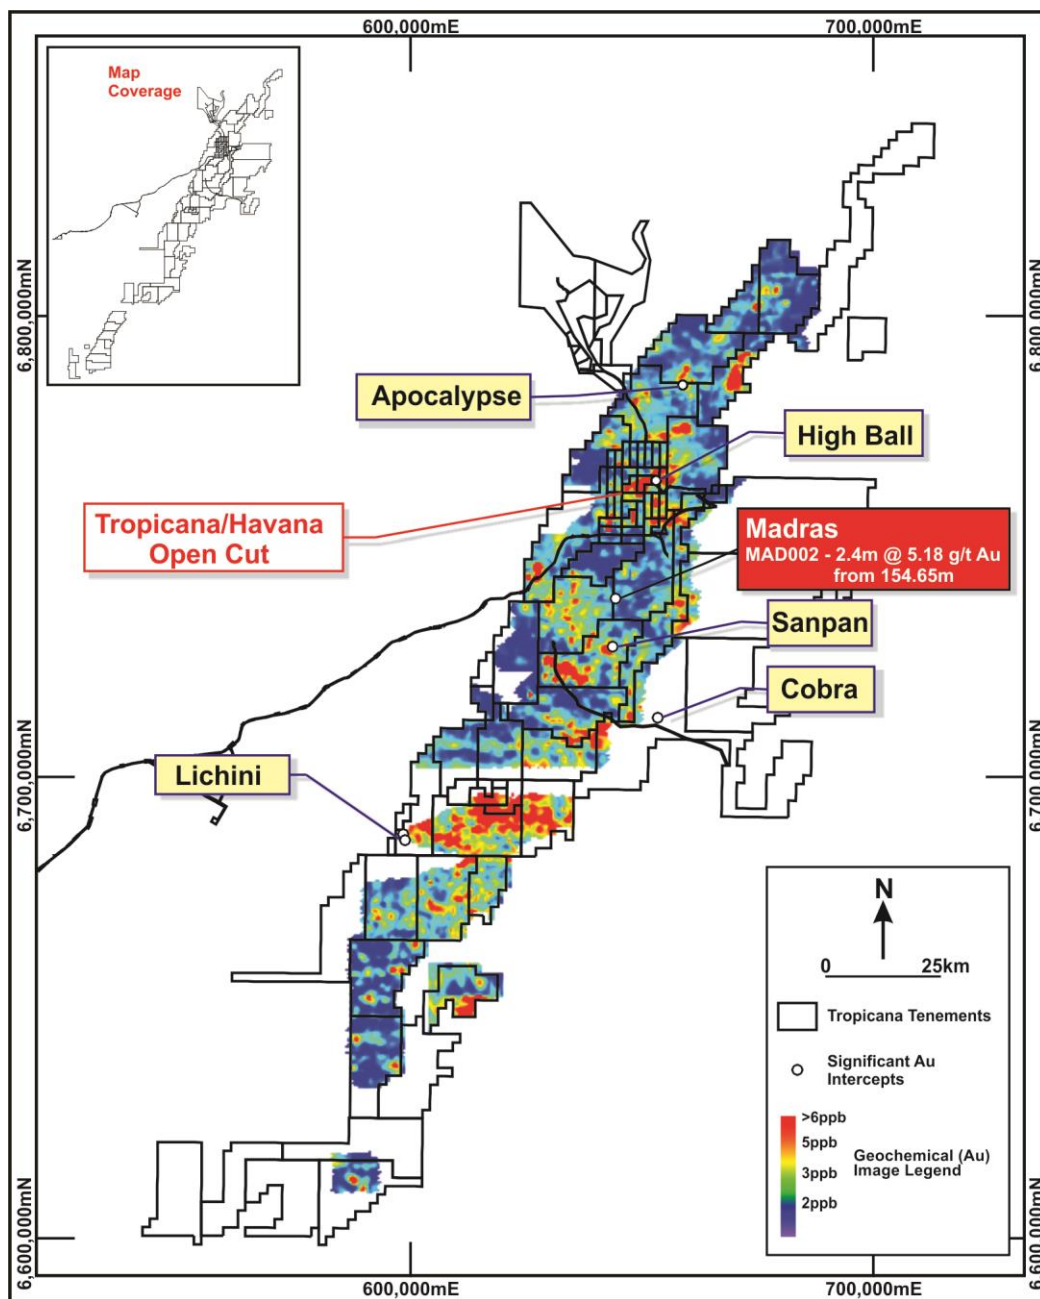 600,000mE
700,000mE
Map
Coverage
6,800,000mN
6,800,000mN
Apocalypse
High Ball
Tropicana/Havana
Open Cut
Madras
MAD002 - 2.4m @ 5.18 g/t Au
from 154.65m
Sanpan
Cobra
Lichini
6,700,000mN
6,700,000mN
N
0 25km
Tropicana Tenements
Significant Au
Intercepts
>6ppb
5ppb
3ppb
2ppb
Geochemical (Au)
Image Legend
6,600,000mN
6,600,000mN
600,000mE
700,000mE